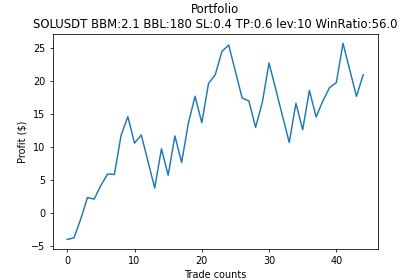 Portfolio
SOLUSDT BBM:2.1 BBL:180 SL:0.4 TP:0.6 lev:10 WinRatio:56.0
25
20
15
10
5
0
−5
Profit ($)
0 10 20 30 40
Trade counts